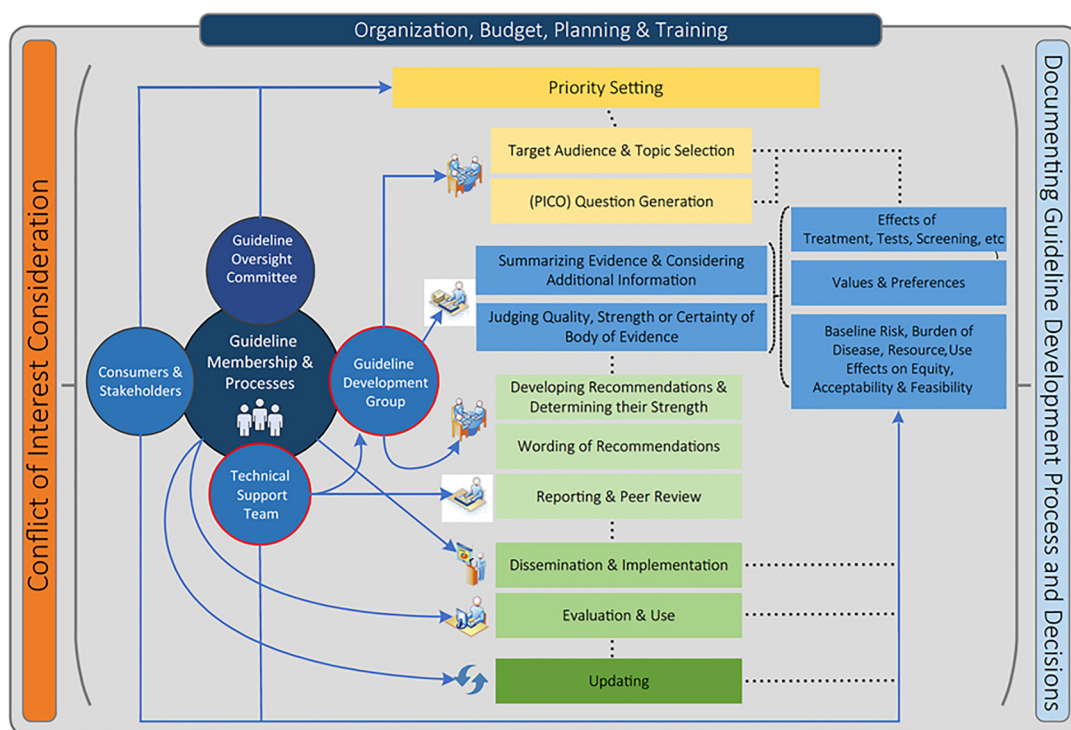 Organization, Budget, Planning & Training
Conflict of Interest Consideration
Documenting Guideline Development Process and Decisions
Priority Setting
Target Audience & Topic Selection
(PICO) Question Generation
Effects of
Treatment, Tests, Screening, etc
Guideline
Oversight
Committee
Summarizing Evidence & Considering
Additional Information
Values & Preferences
Judging Quality, Strength or Certainty of
Body of Evidence
Baseline Risk, Burden of
Disease, Resource,Use
Effects on Equity,
Acceptability & Feasibility
Guideline
Membership &
Processes
Consumers &
Stakeholders
Guideline
Development
Group
Developing Recommendations &
Determining their Strength
Wording of Recommendations
Technical
Support
Team
Reporting & Peer Review
Dissemination & Implementation
Evaluation & Use
Updating